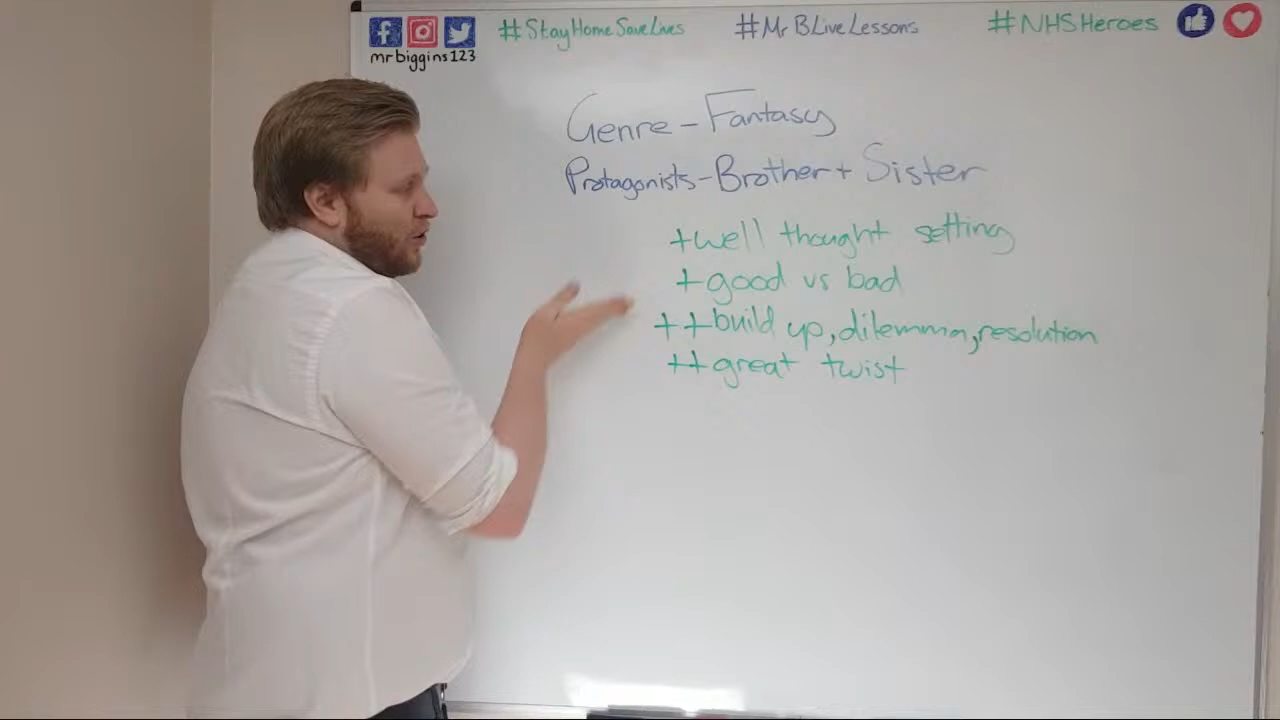 #StayHomeSaveLives #MrBLiveLessons #NHSHeroes
mrbiggins123
Genre - Fantasy
Protagonists - Brother + Sister
+well thought setting
+good vs bad
++build up, dilemma, resolution
++great twist